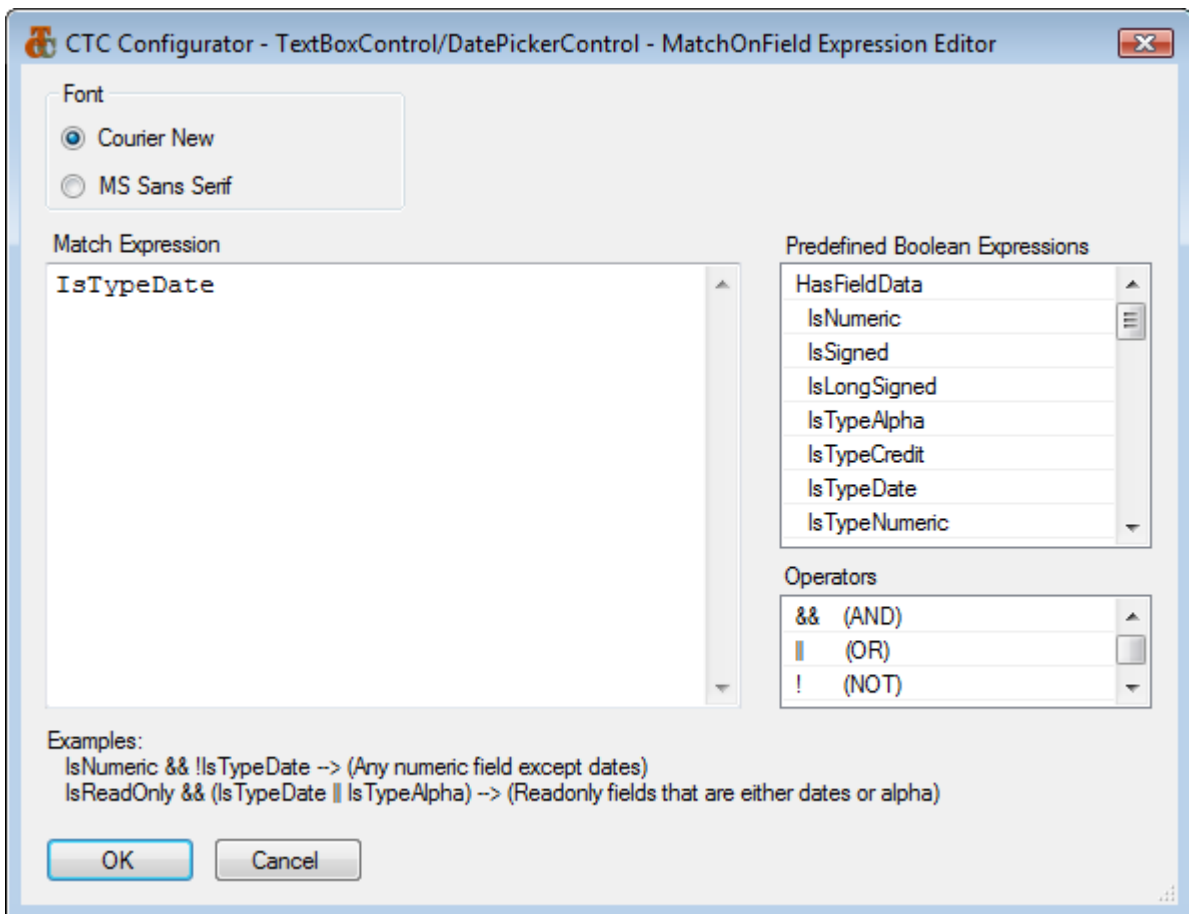 CTC Configurator - TextBoxControl/DatePickerControl - MatchOnField Expression Editor
Font
Courier New
MS Sans Serif
Match Expression
IsTypeDate
Predefined Boolean Expressions
HasFieldData
IsNumeric
IsSigned
IsLongSigned
IsTypeAlpha
IsTypeCredit
IsTypeDate
IsTypeNumeric
Operators
&& (AND)
|| (OR)
! (NOT)
Examples:
IsNumeric && !IsTypeDate --> (Any numeric field except dates)
IsReadOnly && (IsTypeDate || IsTypeAlpha) --> (Readonly fields that are either dates or alpha)
OK
Cancel